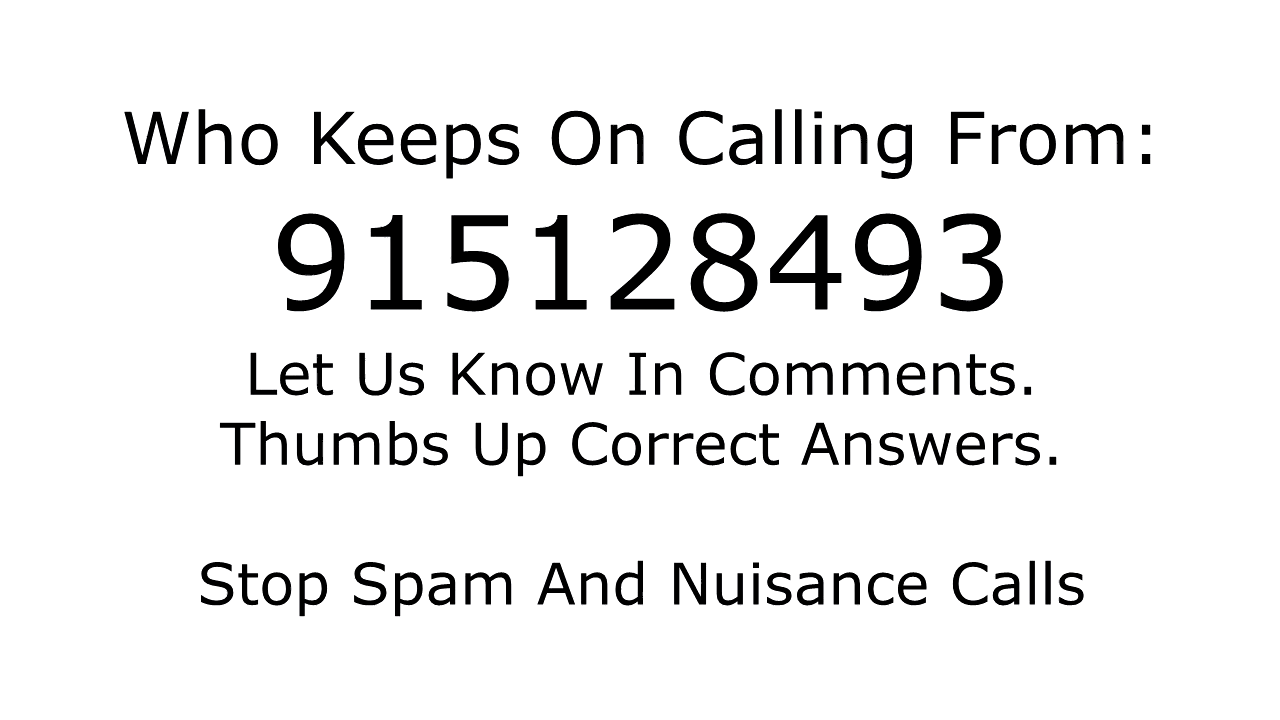 Who Keeps On Calling From:
915128493
Let Us Know In Comments.
Thumbs Up Correct Answers.
Stop Spam And Nuisance Calls